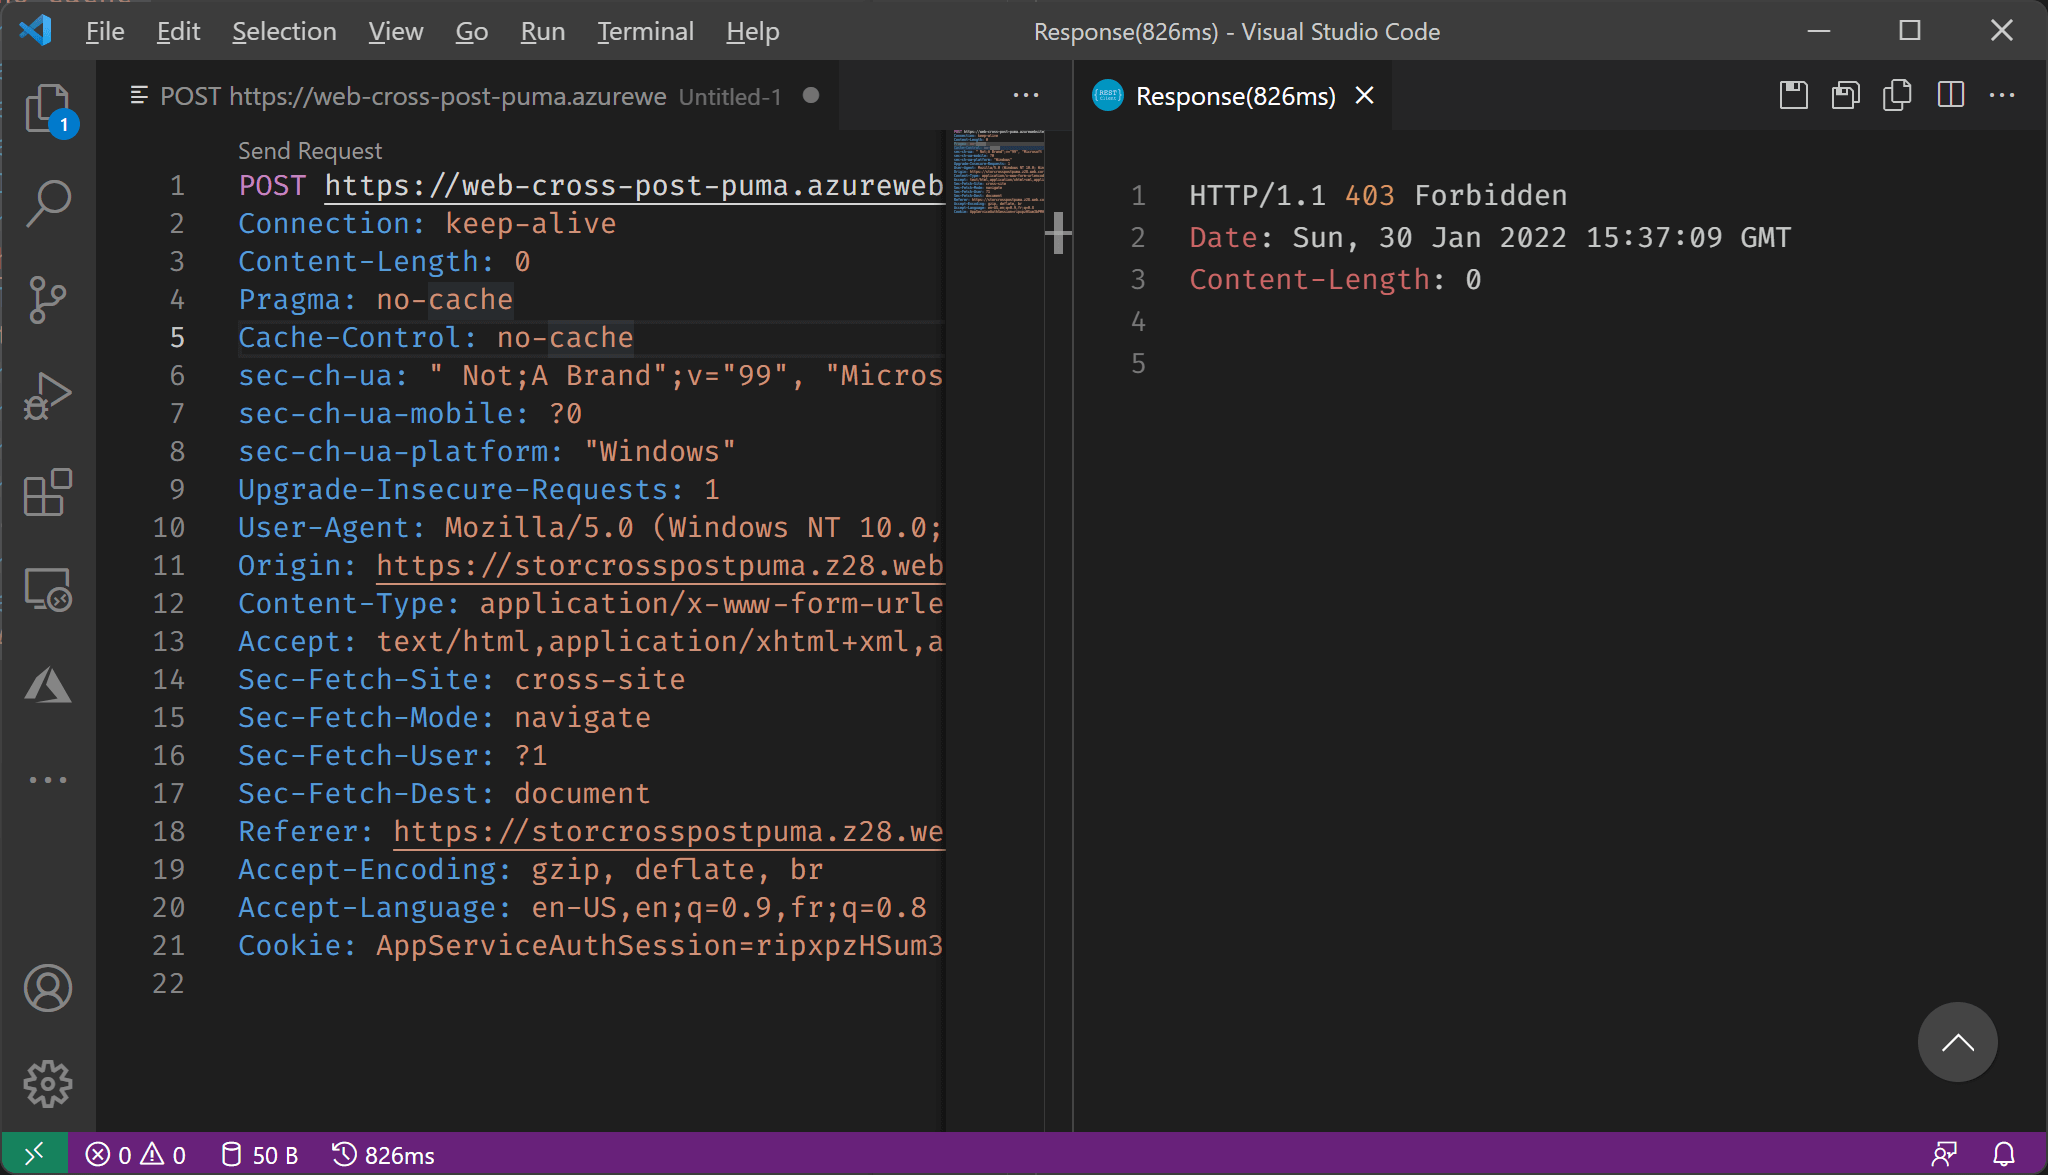 File Edit Selection View Go Run Terminal Help
Response(826ms) - Visual Studio Code
POST https://web-cross-post-puma.azurewe Untitled-1
Response(826ms)
1
Send Request
1 POST https://web-cross-post-puma.azureweb
2 Connection: keep-alive
3 Content-Length: 0
4 Pragma: no-cache
5 Cache-Control: no-cache
6 sec-ch-ua: " Not;A Brand";v="99", "Micros
7 sec-ch-ua-mobile: ?0
8 sec-ch-ua-platform: "Windows"
9 Upgrade-Insecure-Requests: 1
10 User-Agent: Mozilla/5.0 (Windows NT 10.0;
11 Origin: https://storcrosspostpuma.z28.web
12 Content-Type: application/x-www-form-urle
13 Accept: text/html,application/xhtml+xml,a
14 Sec-Fetch-Site: cross-site
15 Sec-Fetch-Mode: navigate
16 Sec-Fetch-User: ?1
17 Sec-Fetch-Dest: document
18 Referer: https://storcrosspostpuma.z28.we
19 Accept-Encoding: gzip, deflate, br
20 Accept-Language: en-US,en;q=0.9,fr;q=0.8
21 Cookie: AppServiceAuthSession=ripxpzHSum3
22
1 HTTP/1.1 403 Forbidden
2 Date: Sun, 30 Jan 2022 15:37:09 GMT
3 Content-Length: 0
4
5
0 0 50 B 826ms